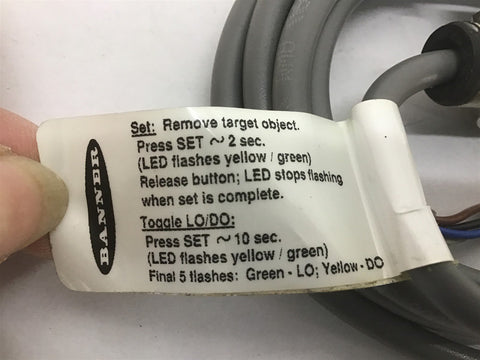 BANNER
Set: Remove target object.
Press SET ~ 2 sec.
(LED flashes yellow / green)
Release button; LED stops flashing
when set is complete.
Toggle LO/DO:
Press SET ~ 10 sec.
(LED flashes yellow / green)
Final 5 flashes: Green - LO; Yellow - DO